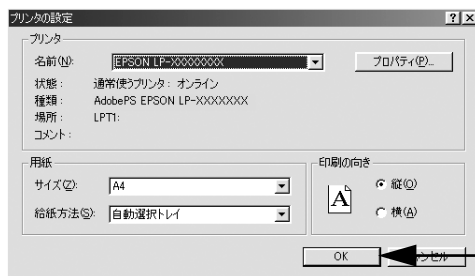 プリンタの設定
プリンタ
名前(N): EPSON LP-XXXXXXXX プロパティ(P)...
状態: 通常使うプリンタ: オンライン
種類: AdobePS EPSON LP-XXXXXXX
場所: LPT1:
コメント:
用紙
サイズ(Z): A4
給紙方法(S): 自動選択トレイ
印刷の向き
A
縦(O)
横(A)
OK